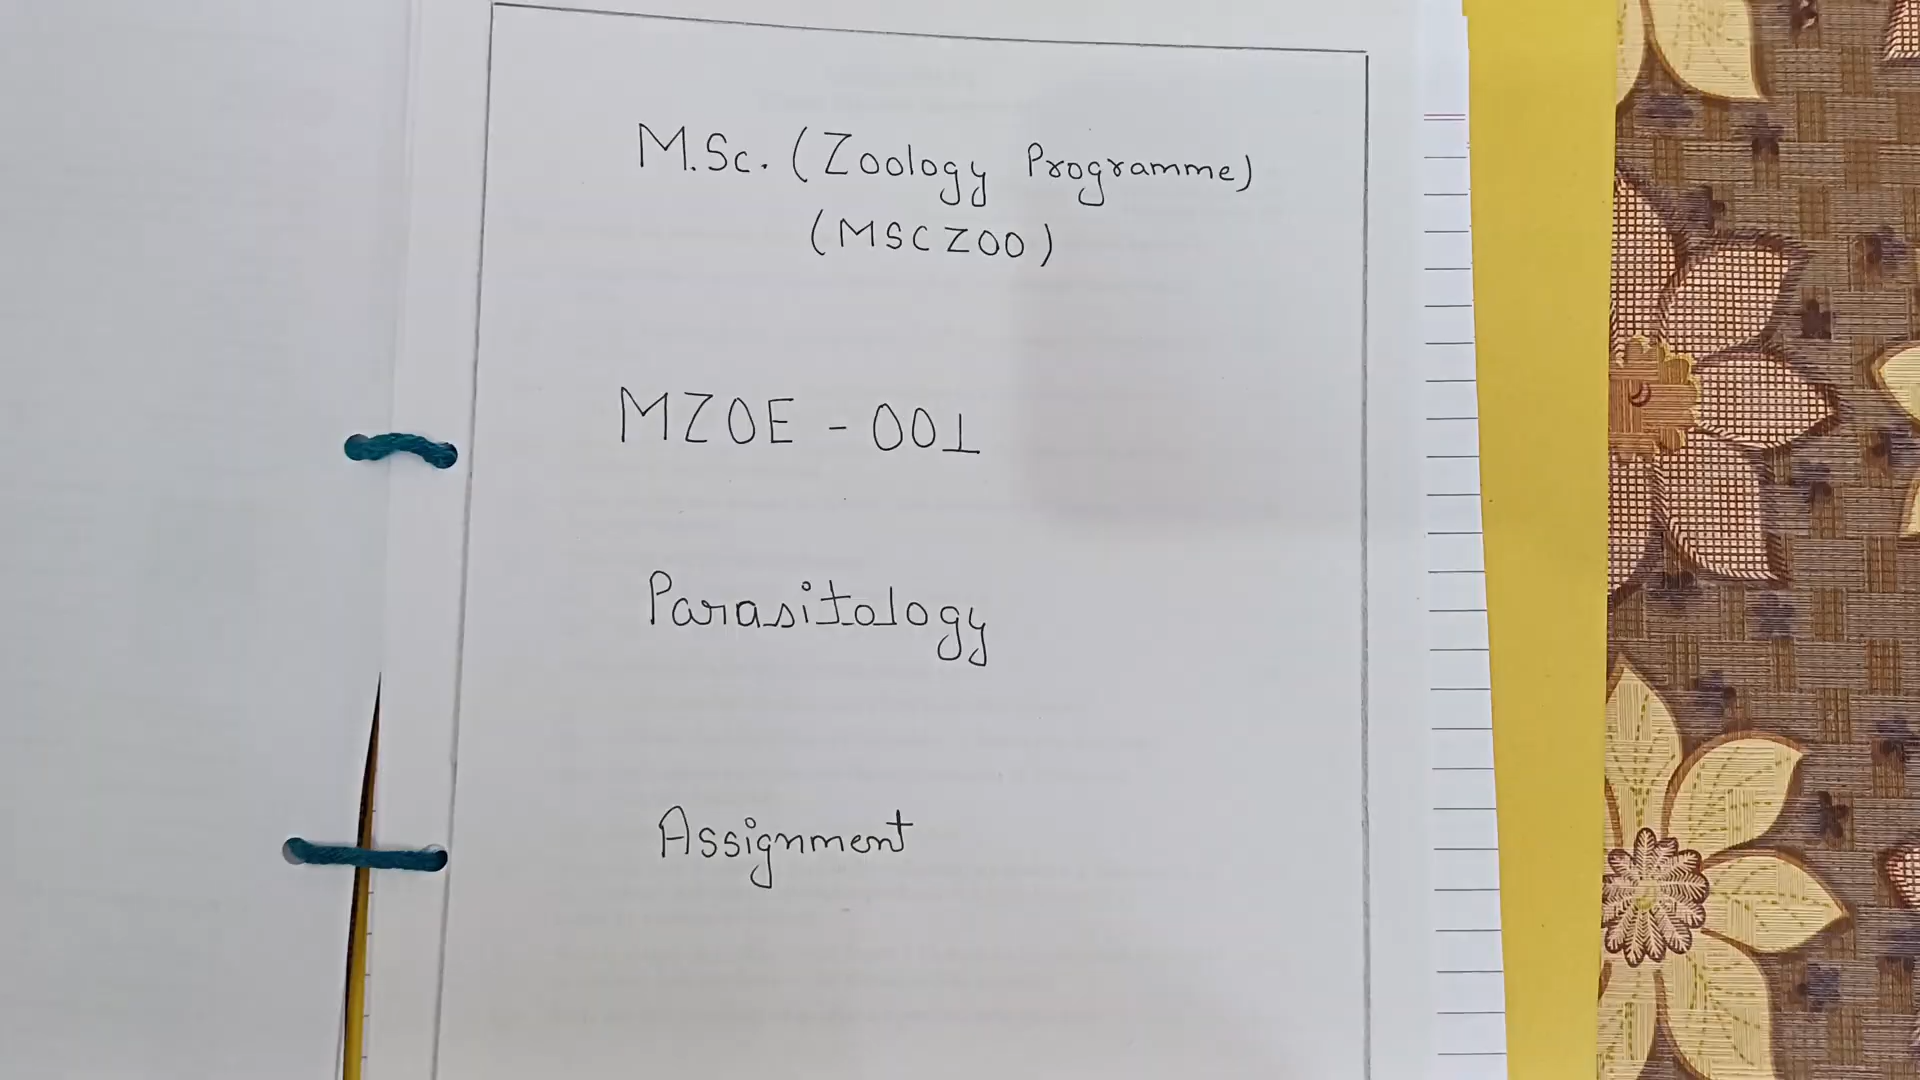 M.Sc. (Zoology Programme)
(MSCZOO)
MZOE - 001
Parasitology
Assignment